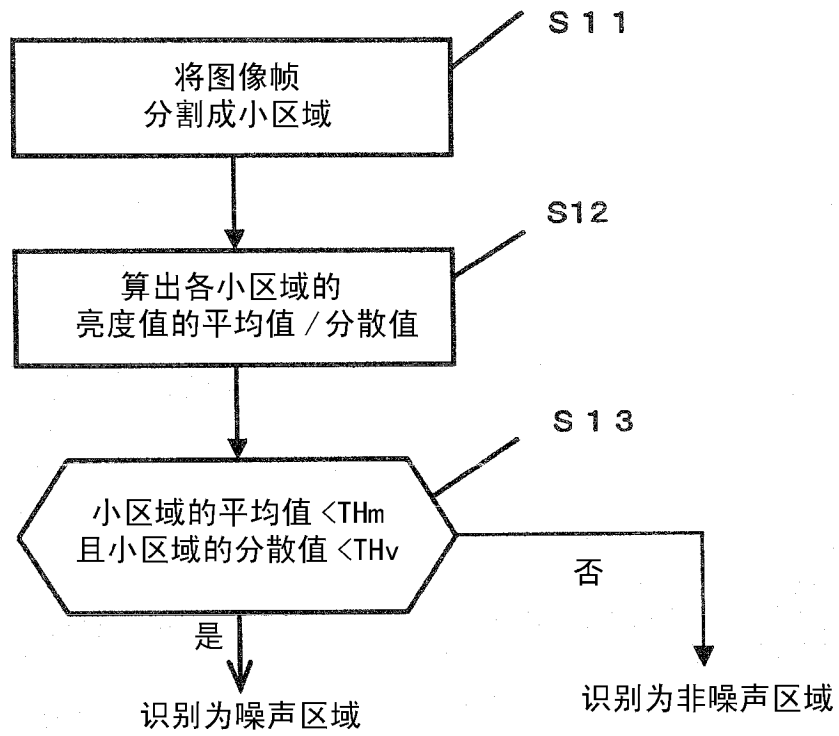 S11
将图像帧
分割成小区域
S12
算出各小区域的
亮度值的平均值/分散值
S13
小区域的平均值<THm
且小区域的分散值<THv
否
是
识别为噪声区域
识别为非噪声区域